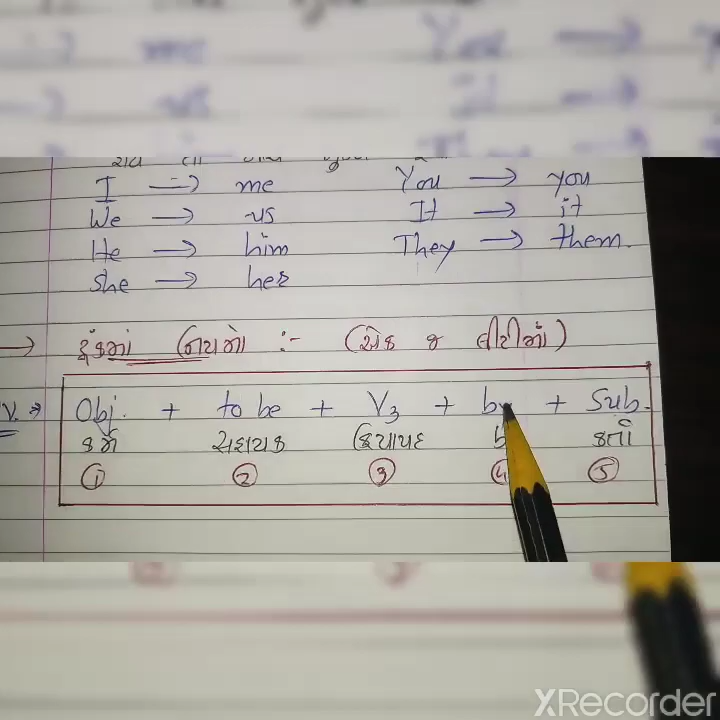 I → me You → you
We → us It → it
He → him They → them.
she → her
→ ટૂંકમાં નિયમો :- (એક જ લીટીમાં)
V. ⇒ Obj. + to be + V3 + by + Sub.
કર્મ સહાયક ક્રિયાપદ b કર્તા
① ② ③ ④ ⑤
XRecorder